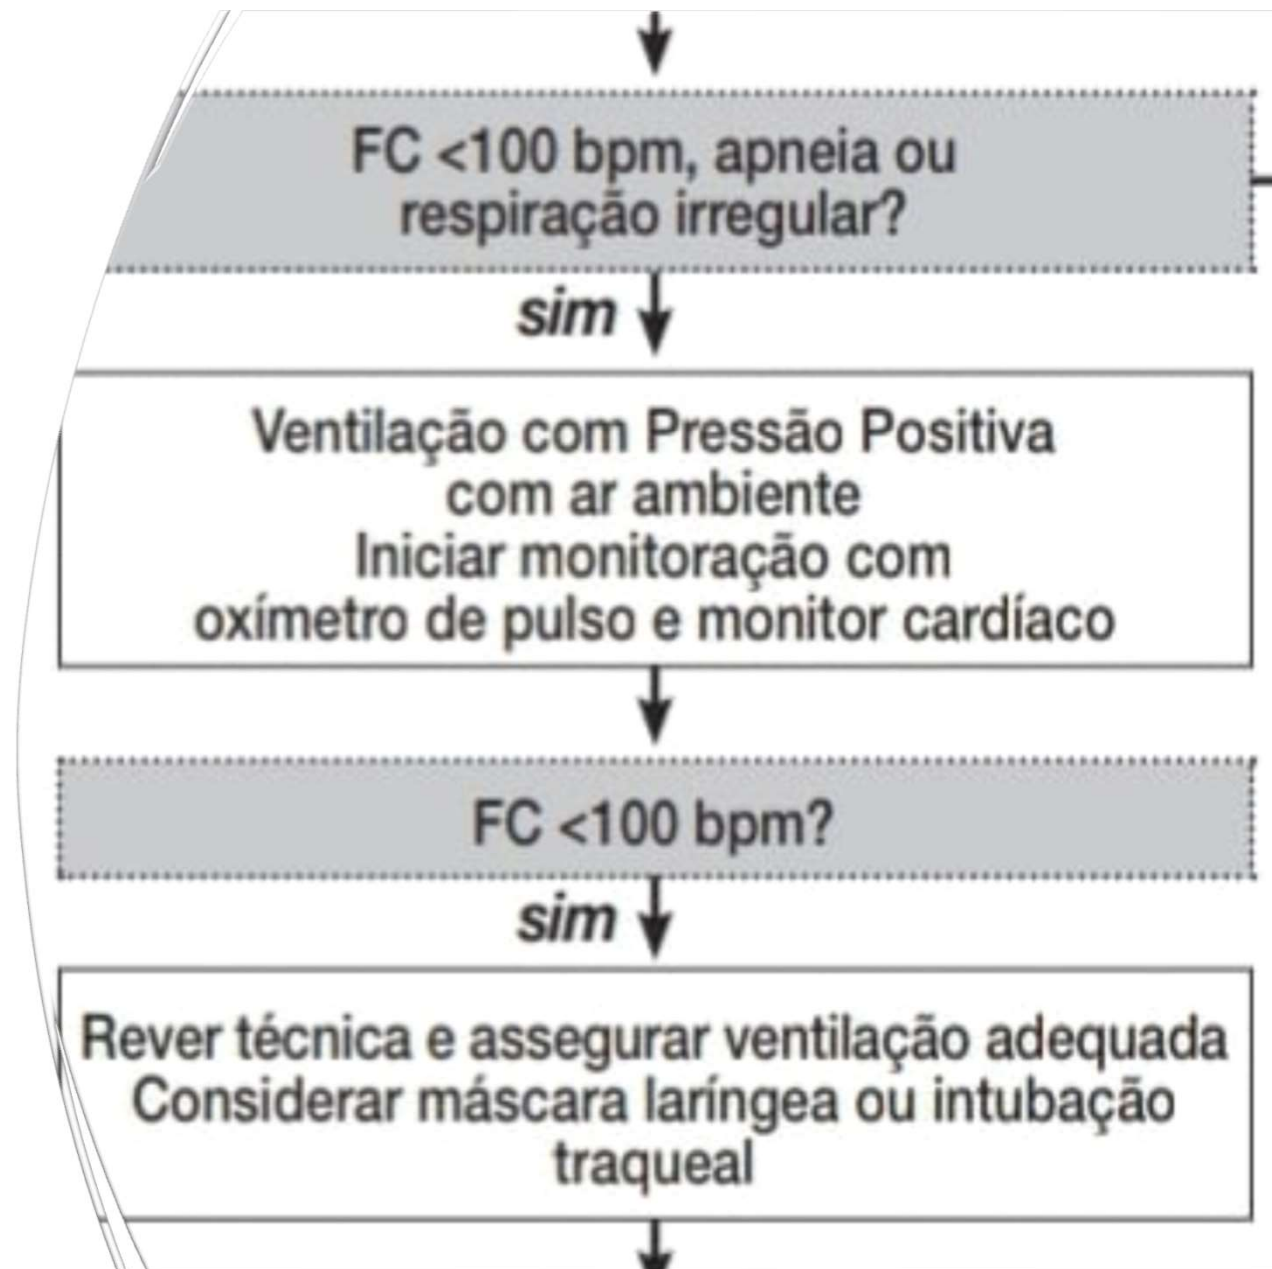 FC <100 bpm, apneia ou
respiração irregular?
sim
Ventilação com Pressão Positiva
com ar ambiente
Iniciar monitoração com
oxímetro de pulso e monitor cardíaco
FC <100 bpm?
sim
Rever técnica e assegurar ventilação adequada
Considerar máscara laríngea ou intubação
traqueal